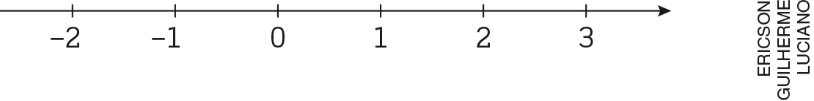 −2 −1 0 1 2 3
ERICSON
GUILHERME
LUCIANO